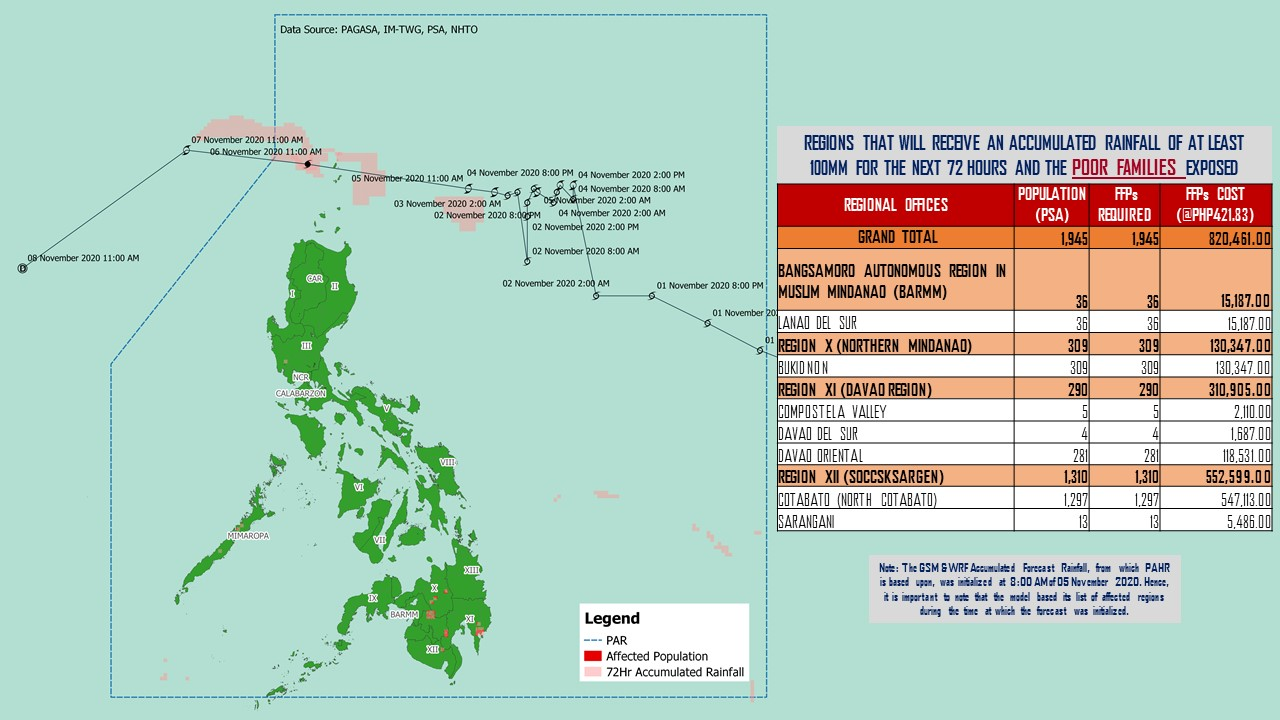 Data Source: PAGASA, IM-TWG, PSA, NHTO
07 November 2020 11:00 AM
06 November 2020 11:00 AM
05 November 2020 11:00 AM
04 November 2020 8:00 PM
04 November 2020 2:00 PM
04 November 2020 8:00 AM
2:00 AM
03 November 2020 2:00 AM
04 November 2020 2:00 AM
02 November 2020 8:00 PM
02 November 2020 2:00 PM
02 November 2020 8:00 AM
08 November 2020 11:00 AM
02 November 2020 2:00 AM
01 November 2020 8:00 PM
01 November 20
01
CAR
I
II
III
NCR
CALABARZON
V
VIII
VI
MIMAROPA
VII
XIII
X
IX
BARMM
XI
XII
Legend
PAR
Affected Population
72Hr Accumulated Rainfall
REGIONS THAT WILL RECEIVE AN ACCUMULATED RAINFALL OF AT LEAST
100MM FOR THE NEXT 72 HOURS AND THE POOR FAMILIES EXPOSED
REGIONAL OFFICES POPULATION (PSA) FFPs REQUIRED FFPs COST (@PHP421.83)
GRAND TOTAL 1,945 1,945 820,461.00
BANGSAMORO AUTONOMOUS REGION IN
MUSLIM MINDANAO (BARMM) 36 36 15,187.00
LANAO DEL SUR 36 36 15,187.00
REGION X (NORTHERN MINDANAO) 309 309 130,347.00
BUKIDNON 309 309 130,347.00
REGION XI (DAVAO REGION) 290 290 310,905.00
COMPOSTELA VALLEY 5 5 2,110.00
DAVAO DEL SUR 4 4 1,687.00
DAVAO ORIENTAL 281 281 118,531.00
REGION XII (SOCCSKSARGEN) 1,310 1,310 552,599.00
COTABATO (NORTH COTABATO) 1,297 1,297 547,113.00
SARANGANI 13 13 5,486.00
Note: The GSM & WRF Accumulated Forecast Rainfall, from which PAHR
is based upon, was initialized at 8:00 AM of 05 November 2020. Hence,
it is important to note that the model based its list of affected regions
during the time at which the forecast was initialized.